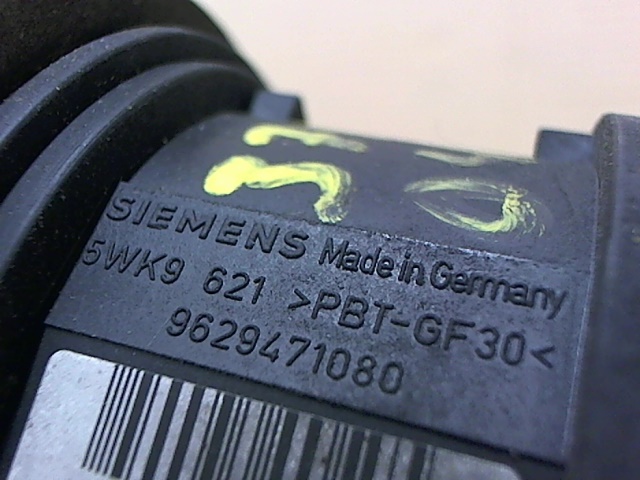 SIEMENS Made in Germany
5WK9 621 >PBT-GF30<
9629471080